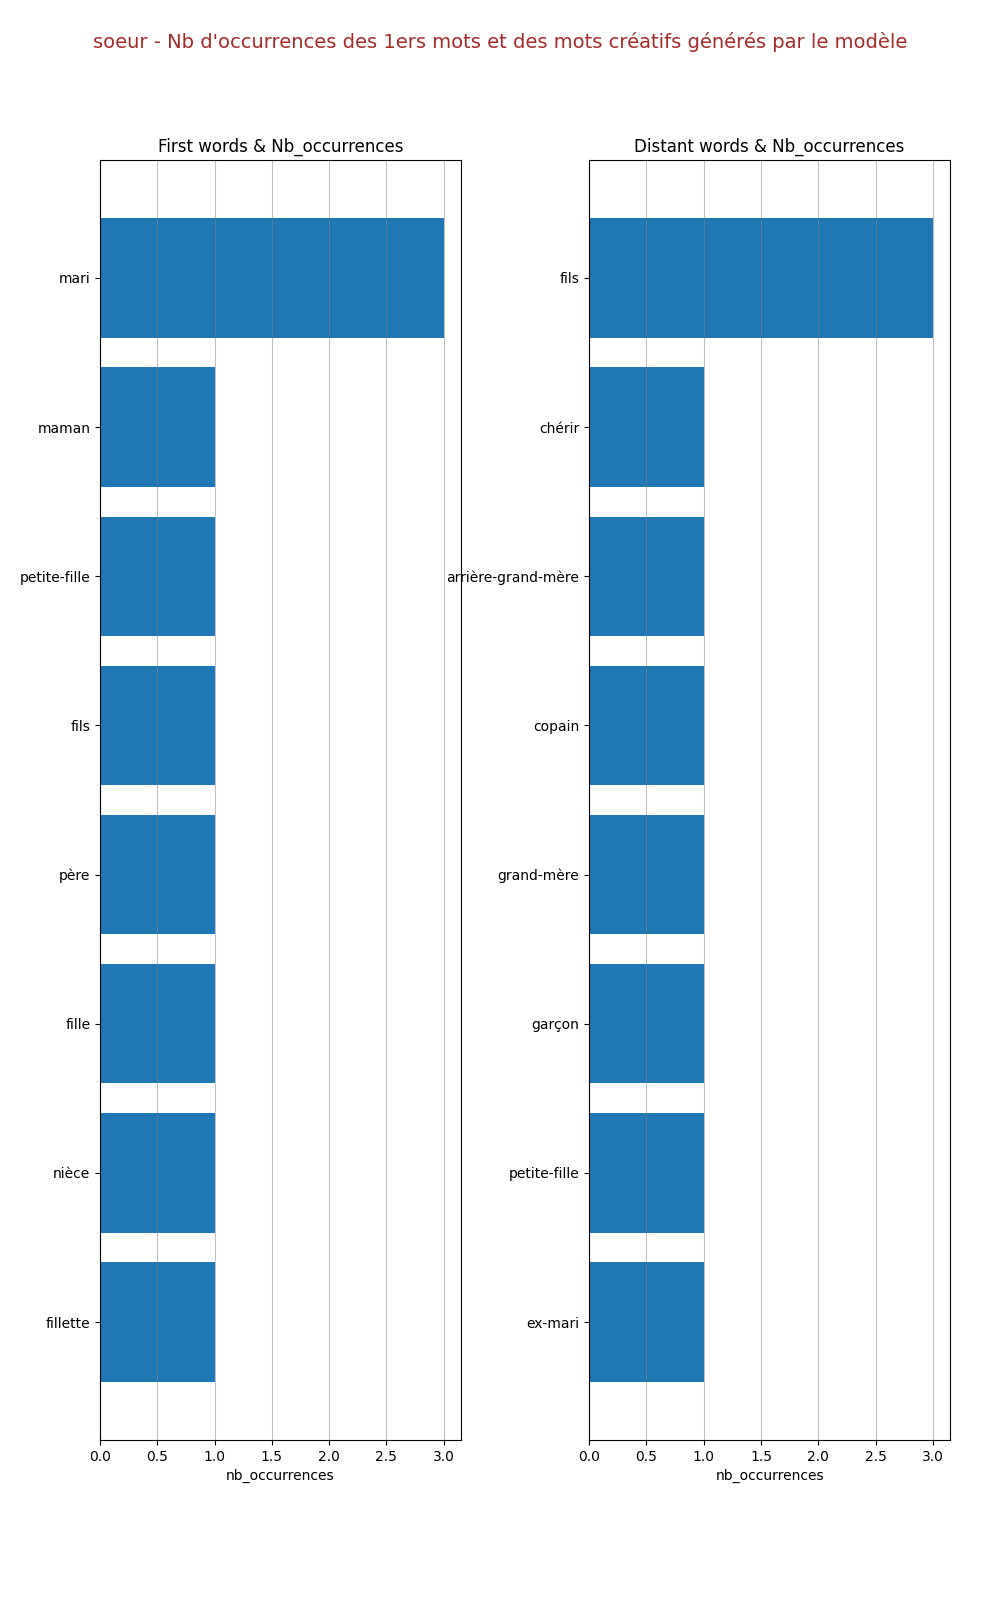 soeur - Nb d'occurrences des 1ers mots et des mots créatifs générés par le modèle
First words & Nb_occurrences
mari
maman
petite-fille
fils
père
fille
nièce
fillette
0.0 0.5 1.0 1.5 2.0 2.5 3.0
nb_occurrences
Distant words & Nb_occurrences
fils
chérir
arrière-grand-mère
copain
grand-mère
garçon
petite-fille
ex-mari
0.0 0.5 1.0 1.5 2.0 2.5 3.0
nb_occurrences